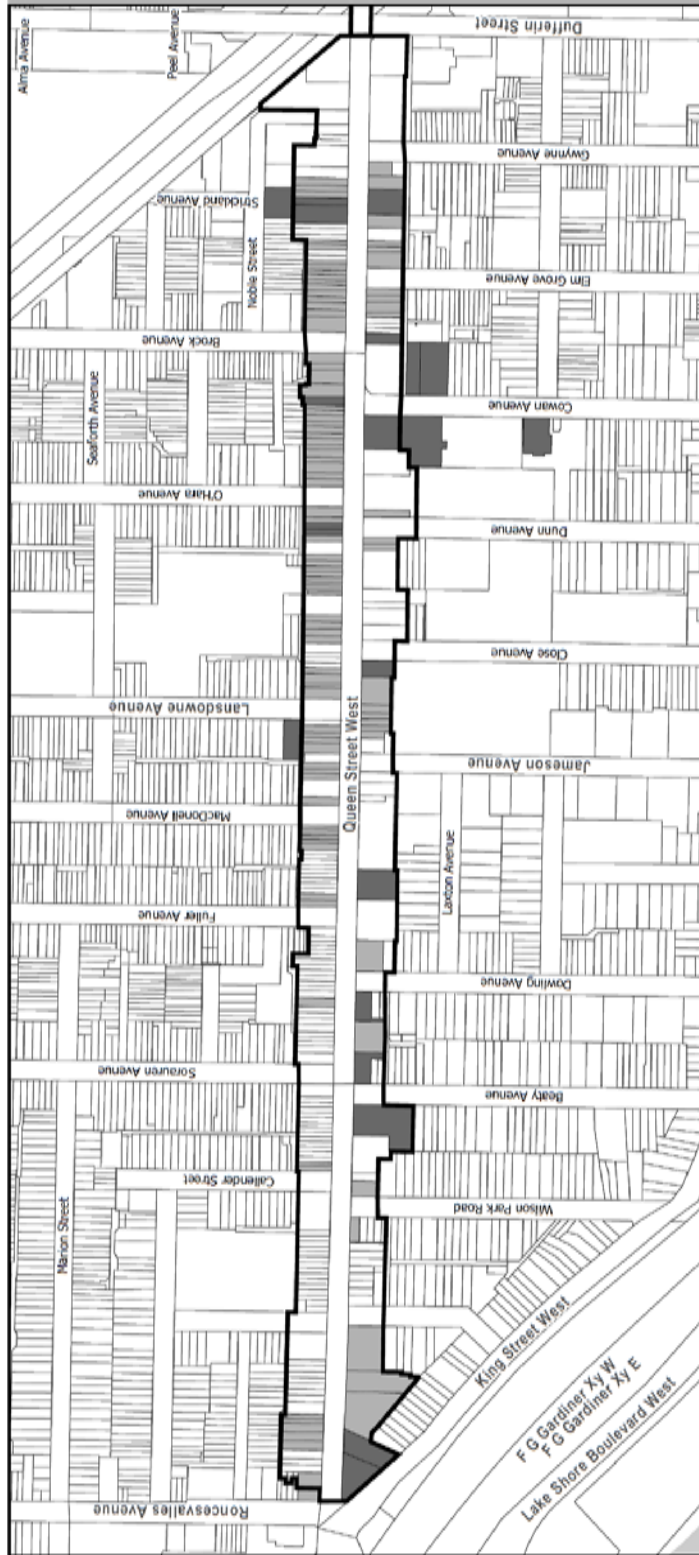 Dufferin Street
Alma Avenue
Peel Avenue
Gwynne Avenue
Strickland Avenue
Noble Street
Elm Grove Avenue
Brock Avenue
Seaforth Avenue
Cowan Avenue
O'Hara Avenue
Dunn Avenue
Close Avenue
Lansdowne Avenue
Queen Street West
Jameson Avenue
MacDonell Avenue
Laxton Avenue
Fuller Avenue
Dowling Avenue
Sorauren Avenue
Beaty Avenue
Callender Street
Wilson Park Road
Marion Street
King Street West
F G Gardiner Xy W
F G Gardiner Xy E
Lake Shore Boulevard West
Roncesvalles Avenue